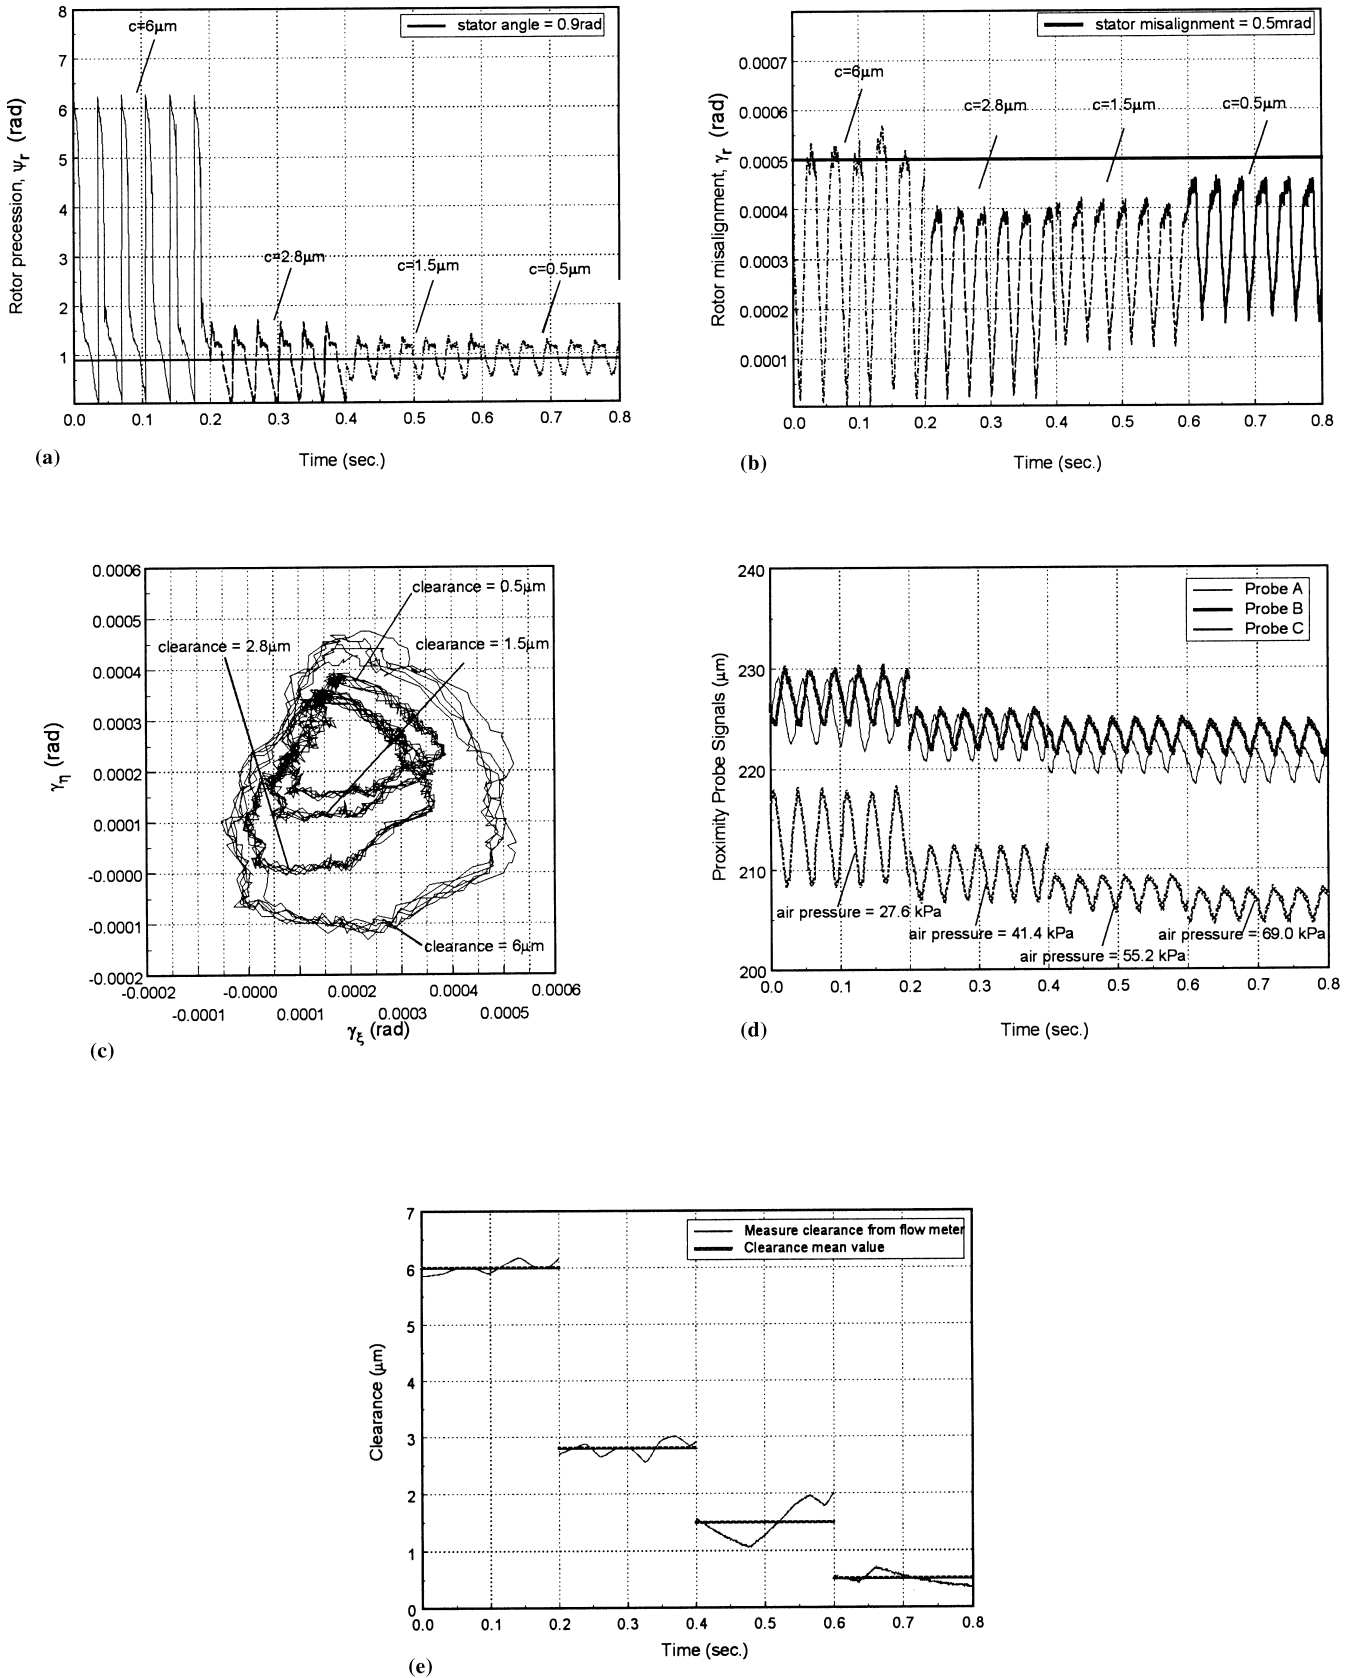 8
7
6
5
4
3
2
1
Rotor precession, ψr (rad)
c=6μm
stator angle = 0.9rad
c=2.8μm
c=1.5μm
c=0.5μm
0.0 0.1 0.2 0.3 0.4 0.5 0.6 0.7 0.8
(a)
Time (sec.)
0.0007
0.0006
0.0005
0.0004
0.0003
0.0002
0.0001
Rotor misalignment, γr (rad)
stator misalignment = 0.5mrad
c=6μm
c=2.8μm
c=1.5μm
c=0.5μm
0.0 0.1 0.2 0.3 0.4 0.5 0.6 0.7 0.8
(b)
Time (sec.)
0.0006
0.0005
0.0004
0.0003
0.0002
0.0001
-0.0000
-0.0001
-0.0002
γη (rad)
clearance = 0.5μm
clearance = 2.8μm
clearance = 1.5μm
clearance = 6μm
-0.0002 -0.0000 0.0002 0.0004 0.0006
-0.0001 0.0001 0.0003 0.0005
γξ (rad)
(c)
240
230
220
210
200
Proximity Probe Signals (μm)
Probe A
Probe B
Probe C
air pressure = 27.6 kPa
air pressure = 41.4 kPa
air pressure = 69.0 kPa
air pressure = 55.2 kPa
0.0 0.1 0.2 0.3 0.4 0.5 0.6 0.7 0.8
(d)
Time (sec.)
7
6
5
4
3
2
1
0
Clearance (μm)
Measure clearance from flow meter
Clearance mean value
0.0 0.1 0.2 0.3 0.4 0.5 0.6 0.7 0.8
Time (sec.)
(e)